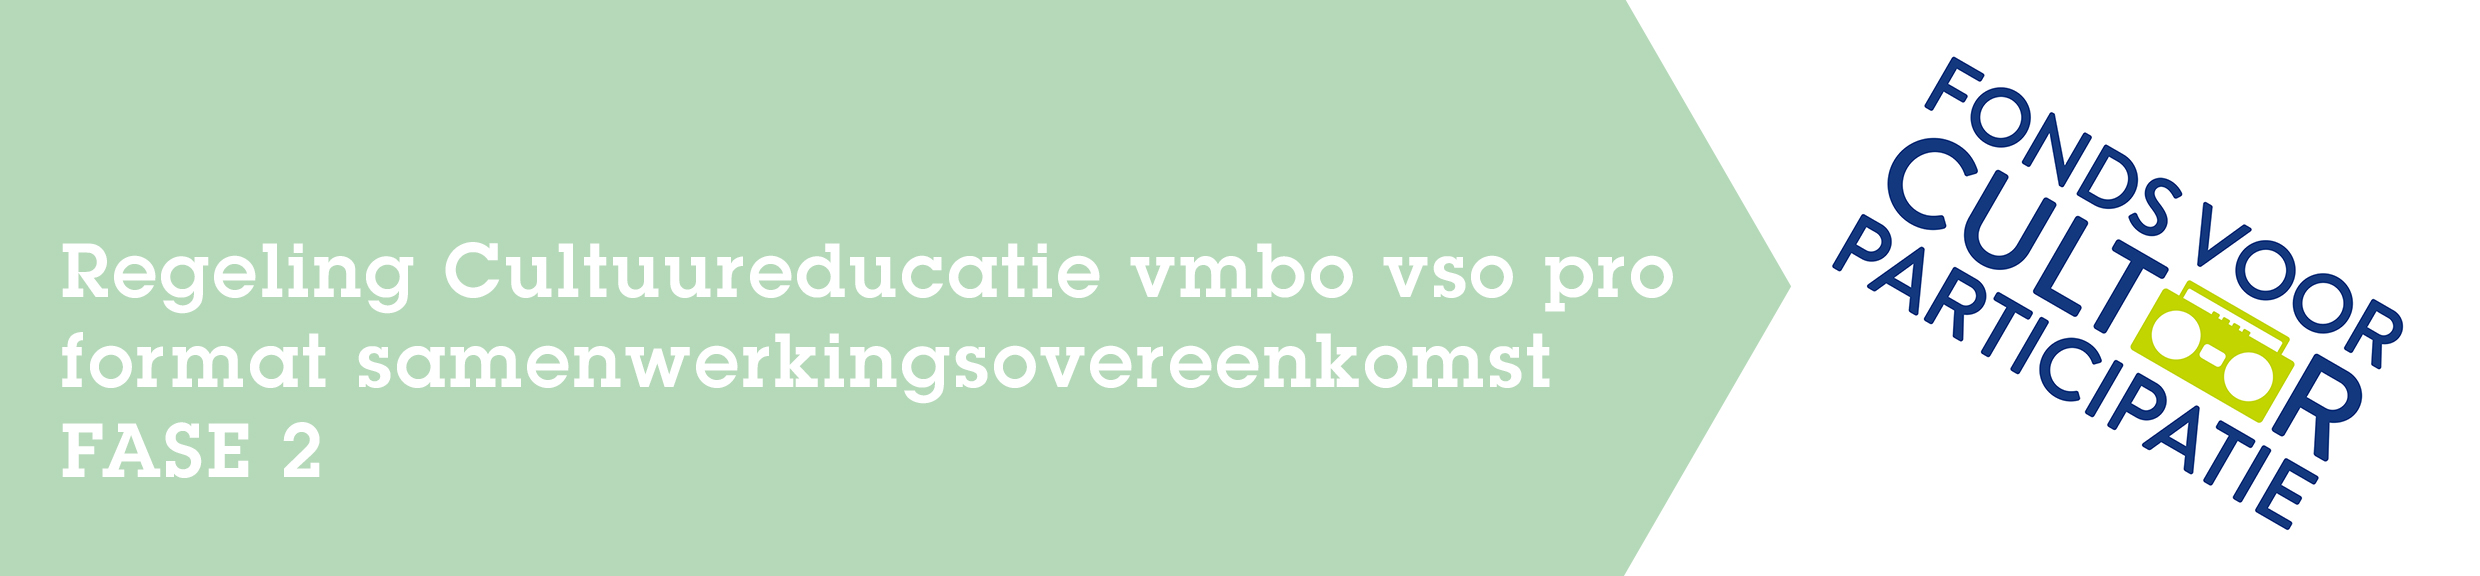 Regeling Cultuureducatie vmbo vso pro
format samenwerkingsovereenkomst
FASE 2
FONDS VOOR
CULTUUR
PARTICIPATIE